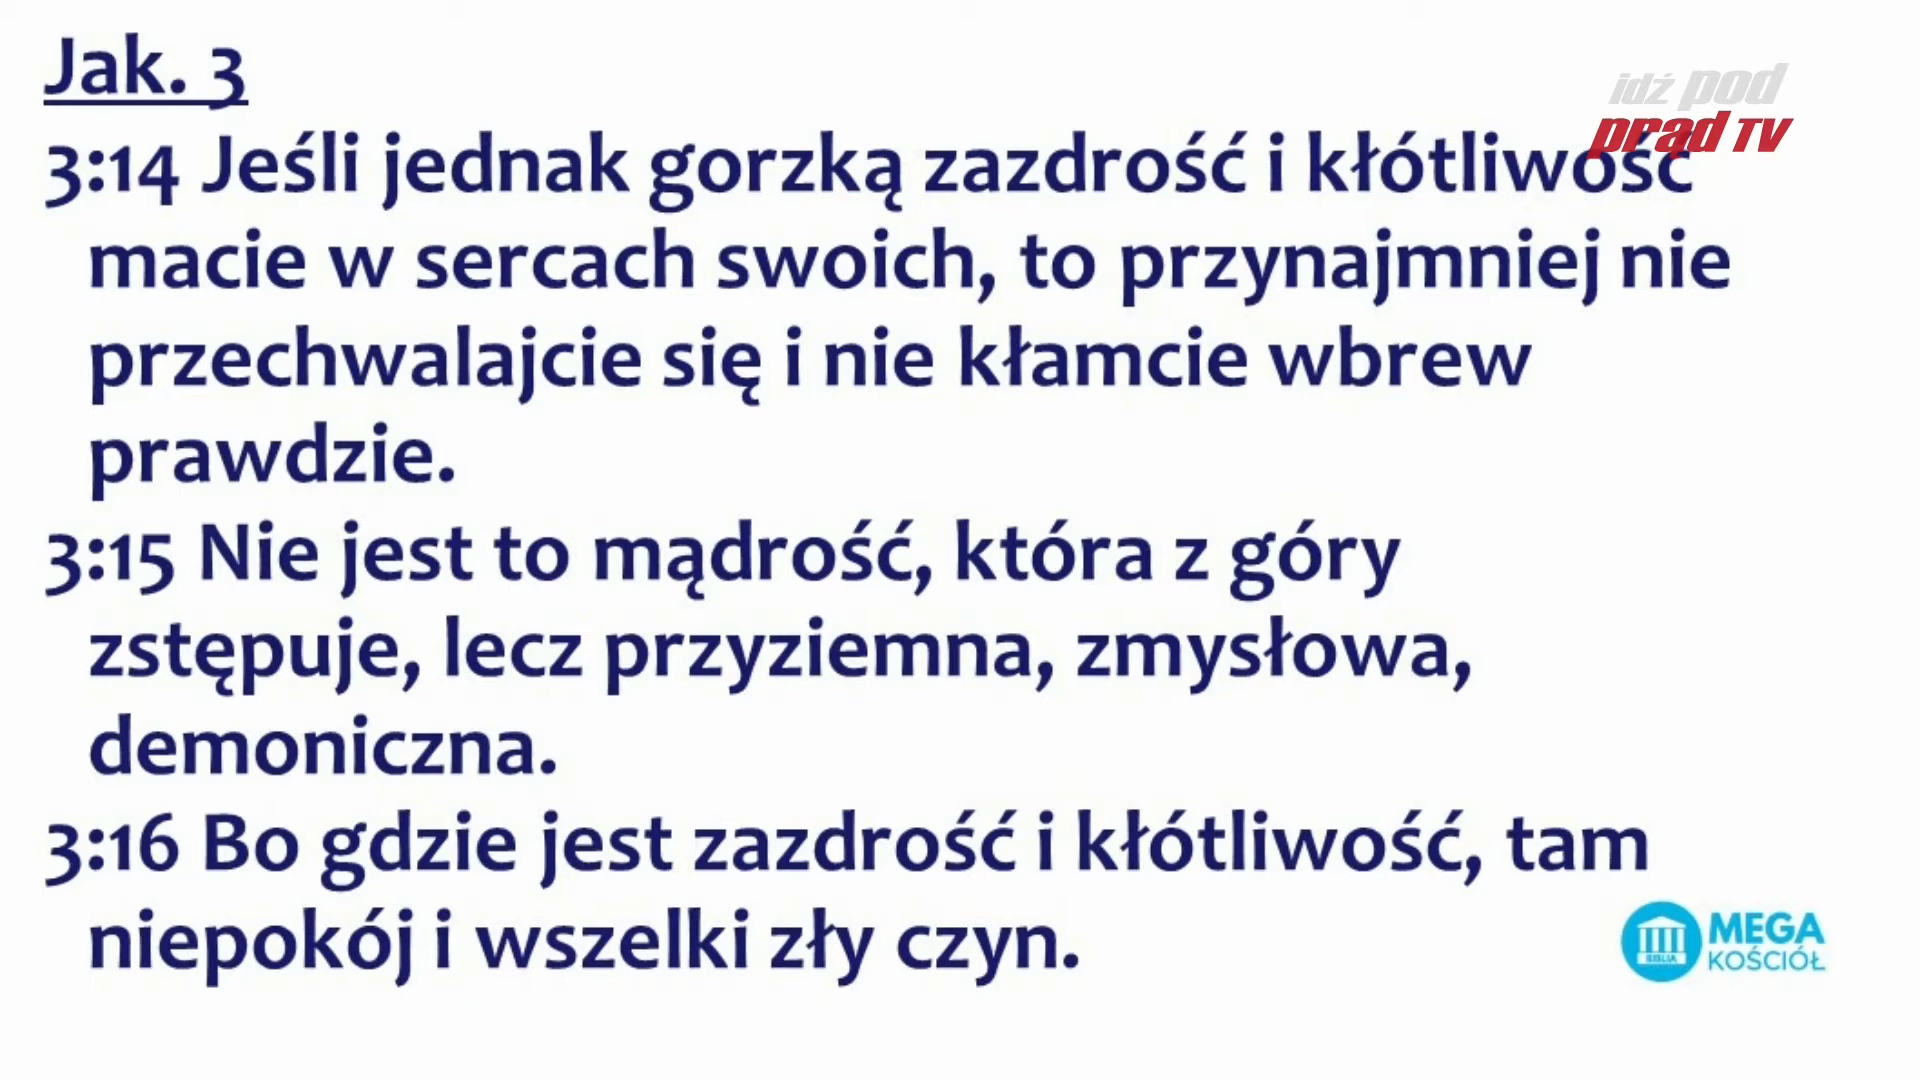 Jak. 3
idź pod
prąd TV
3:14 Jeśli jednak gorzką zazdrość i kłótliwość
macie w sercach swoich, to przynajmniej nie
przechwalajcie się i nie kłamcie wbrew
prawdzie.
3:15 Nie jest to mądrość, która z góry
zstępuje, lecz przyziemna, zmysłowa,
demoniczna.
3:16 Bo gdzie jest zazdrość i kłótliwość, tam
niepokój i wszelki zły czyn.
BIBLIA
MEGA
KOŚCIÓŁ